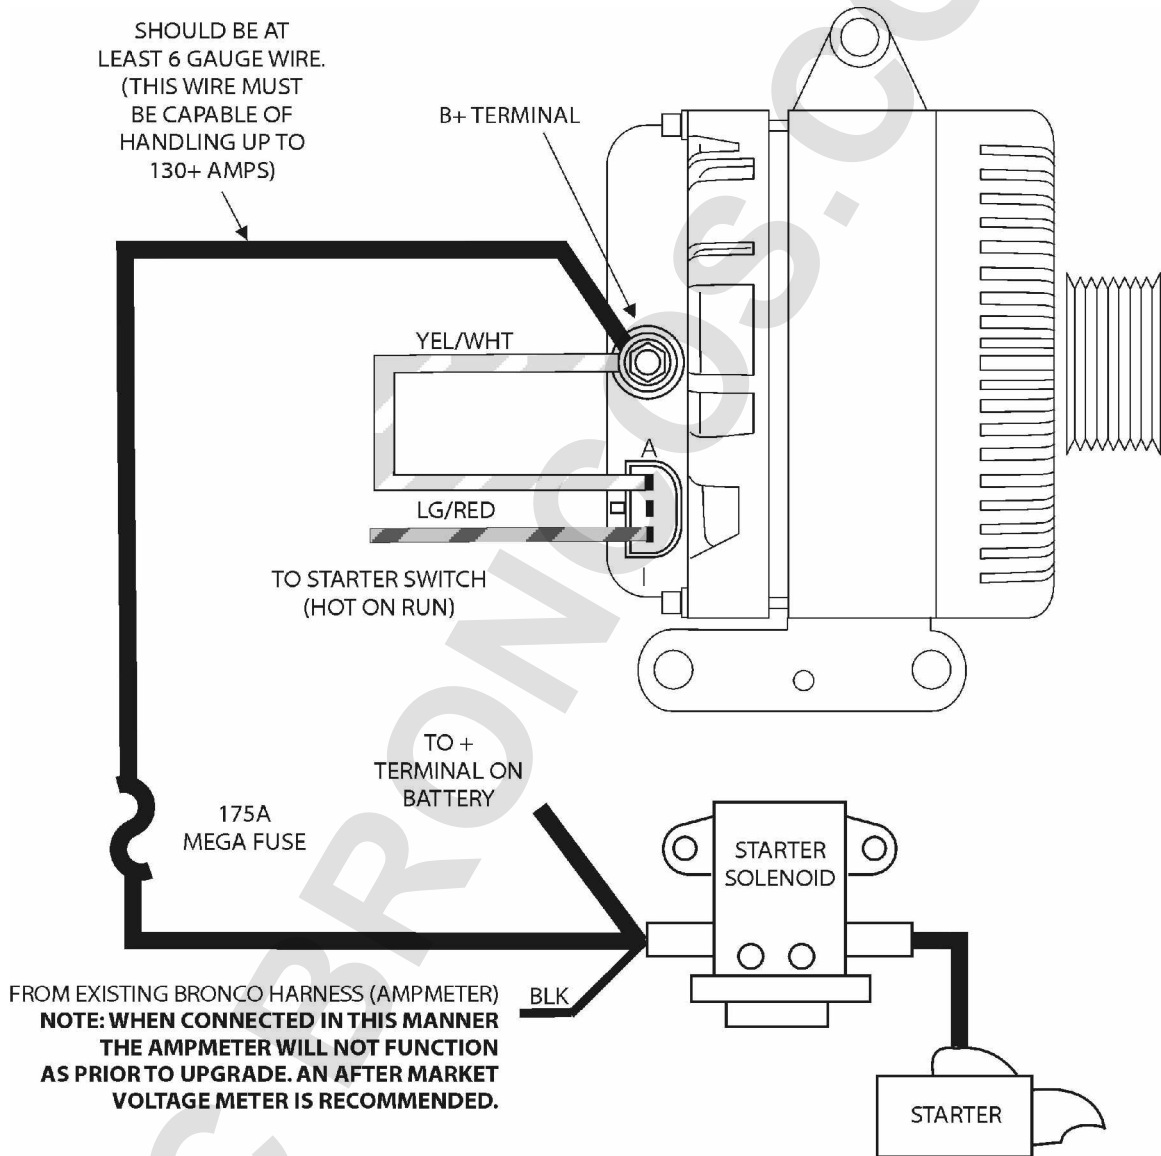 SHOULD BE AT
LEAST 6 GAUGE WIRE.
(THIS WIRE MUST
BE CAPABLE OF
HANDLING UP TO
130+ AMPS)
B+ TERMINAL
YEL/WHT
A
LG/RED
I
TO STARTER SWITCH
(HOT ON RUN)
TO +
TERMINAL ON
BATTERY
175A
MEGA FUSE
STARTER
SOLENOID
FROM EXISTING BRONCO HARNESS (AMPMETER)
BLK
NOTE: WHEN CONNECTED IN THIS MANNER
THE AMPMETER WILL NOT FUNCTION
AS PRIOR TO UPGRADE. AN AFTER MARKET
VOLTAGE METER IS RECOMMENDED.
STARTER
C BRONCOS.CO